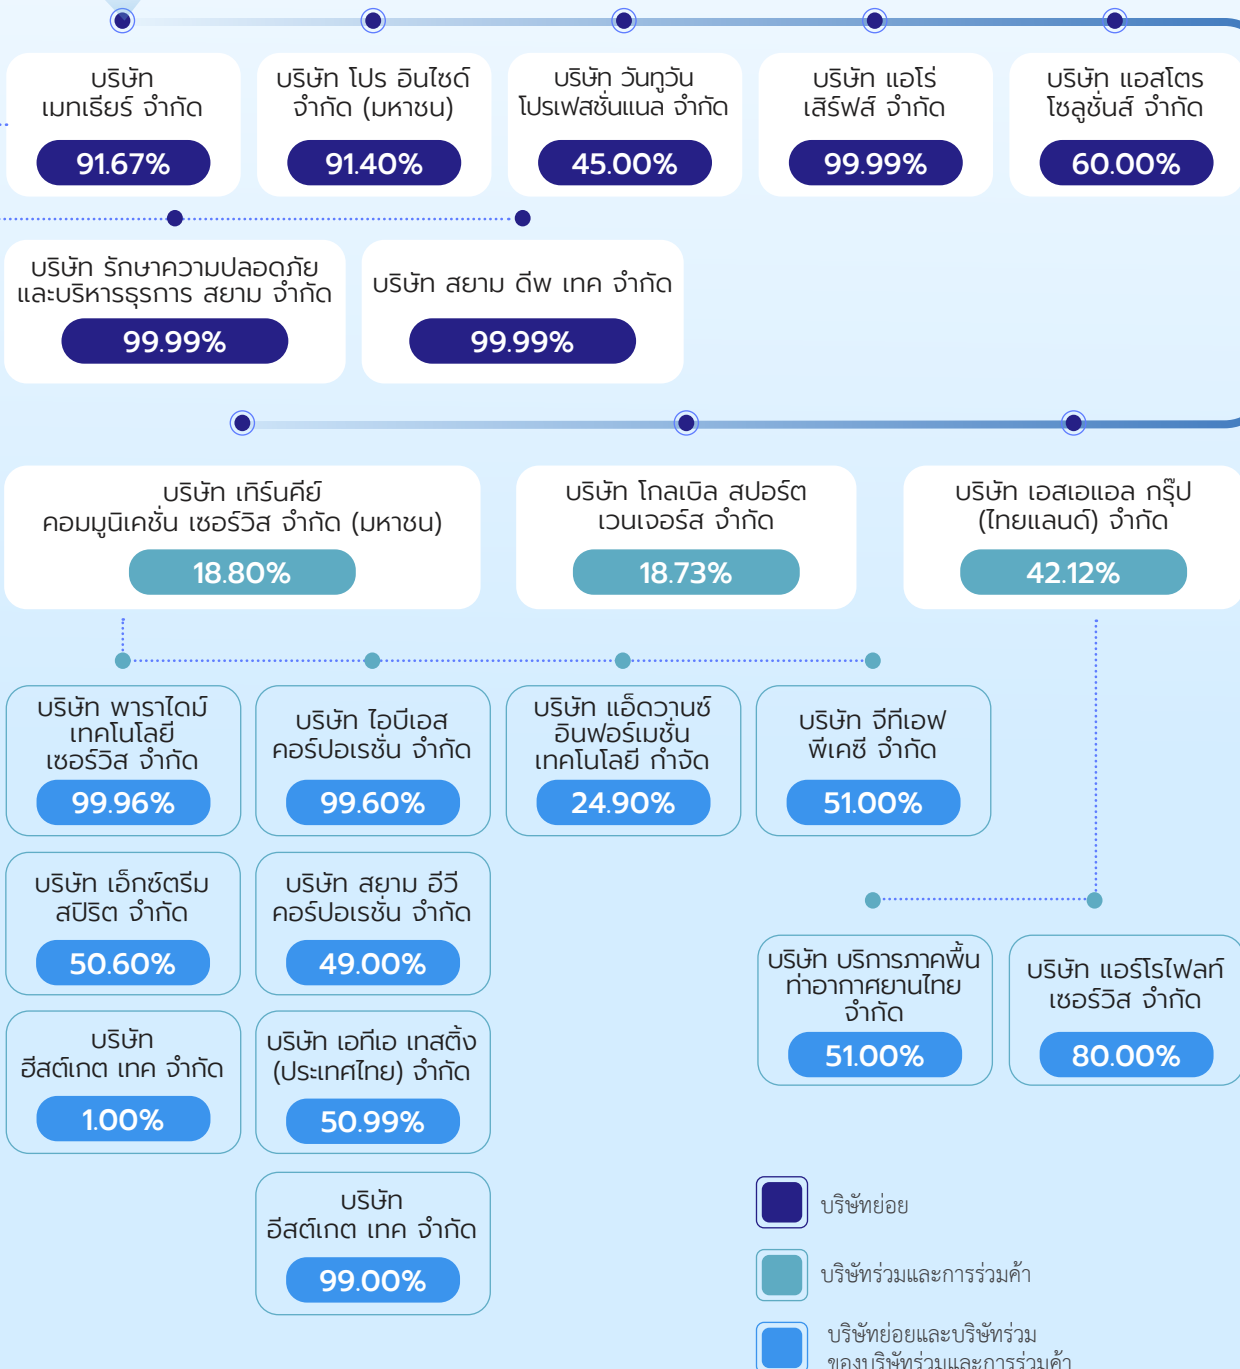 บริษัท
เมทเธียร์ จำกัด
91.67%
บริษัท โปร อินไซด์
จำกัด (มหาชน)
91.40%
บริษัท วันทูวัน
โปรเฟสชั่นแนล จำกัด
45.00%
บริษัท แอโร่
เสิร์ฟส์ จำกัด
99.99%
บริษัท แอสโตร
โซลูชั่นส์ จำกัด
60.00%
บริษัท รักษาความปลอดภัย
และบริหารธุรการ สยาม จำกัด
99.99%
บริษัท สยาม ดีพ เทค จำกัด
99.99%
บริษัท เทิร์นคีย์
คอมมูนิเคชั่น เซอร์วิส จำกัด (มหาชน)
18.80%
บริษัท โกลเบิล สปอร์ต
เวนเจอร์ส จำกัด
18.73%
บริษัท เอสเอแอล กรุ๊ป
(ไทยแลนด์) จำกัด
42.12%
บริษัท พาราไดม์
เทคโนโลยี
เซอร์วิส จำกัด
99.96%
บริษัท ไอบีเอส
คอร์ปอเรชั่น จำกัด
99.60%
บริษัท แอ็ดวานซ์
อินฟอร์เมชั่น
เทคโนโลยี กำจัด
24.90%
บริษัท จีทีเอฟ
พีเคซี จำกัด
51.00%
บริษัท เอ็กซ์ตรีม
สปิริต จำกัด
50.60%
บริษัท สยาม อีวี
คอร์ปอเรชั่น จำกัด
49.00%
บริษัท บริการภาคพื้น
ท่าอากาศยานไทย
จำกัด
51.00%
บริษัท แอร์โรไฟลท์
เซอร์วิส จำกัด
80.00%
บริษัท
ฮีสต์เกต เทค จำกัด
1.00%
บริษัท เอทีเอ เทสติ้ง
(ประเทศไทย) จำกัด
50.99%
บริษัท
อีสต์เกต เทค จำกัด
99.00%
บริษัทย่อย
บริษัทร่วมและการร่วมค้า
บริษัทย่อยและบริษัทร่วม
ของบริษัทร่วมและการร่วมค้า